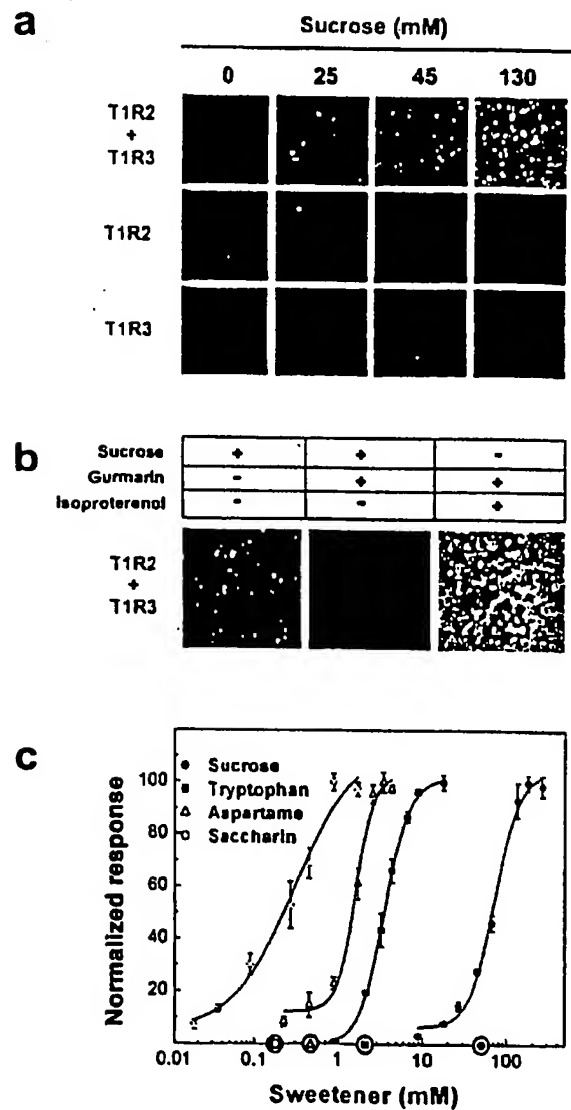 a
Sucrose (mM)
0 25 45 130
T1R2
+
T1R3
T1R2
T1R3
b
Sucrose + + -
Gurmarin - + +
Isoproterenol - - +
T1R2
+
T1R3
c
Normalized response
100
80
60
40
20
Sucrose
Tryptophan
Aspartame
Saccharin
0.01 0.1 1 10 100
Sweetener (mM)